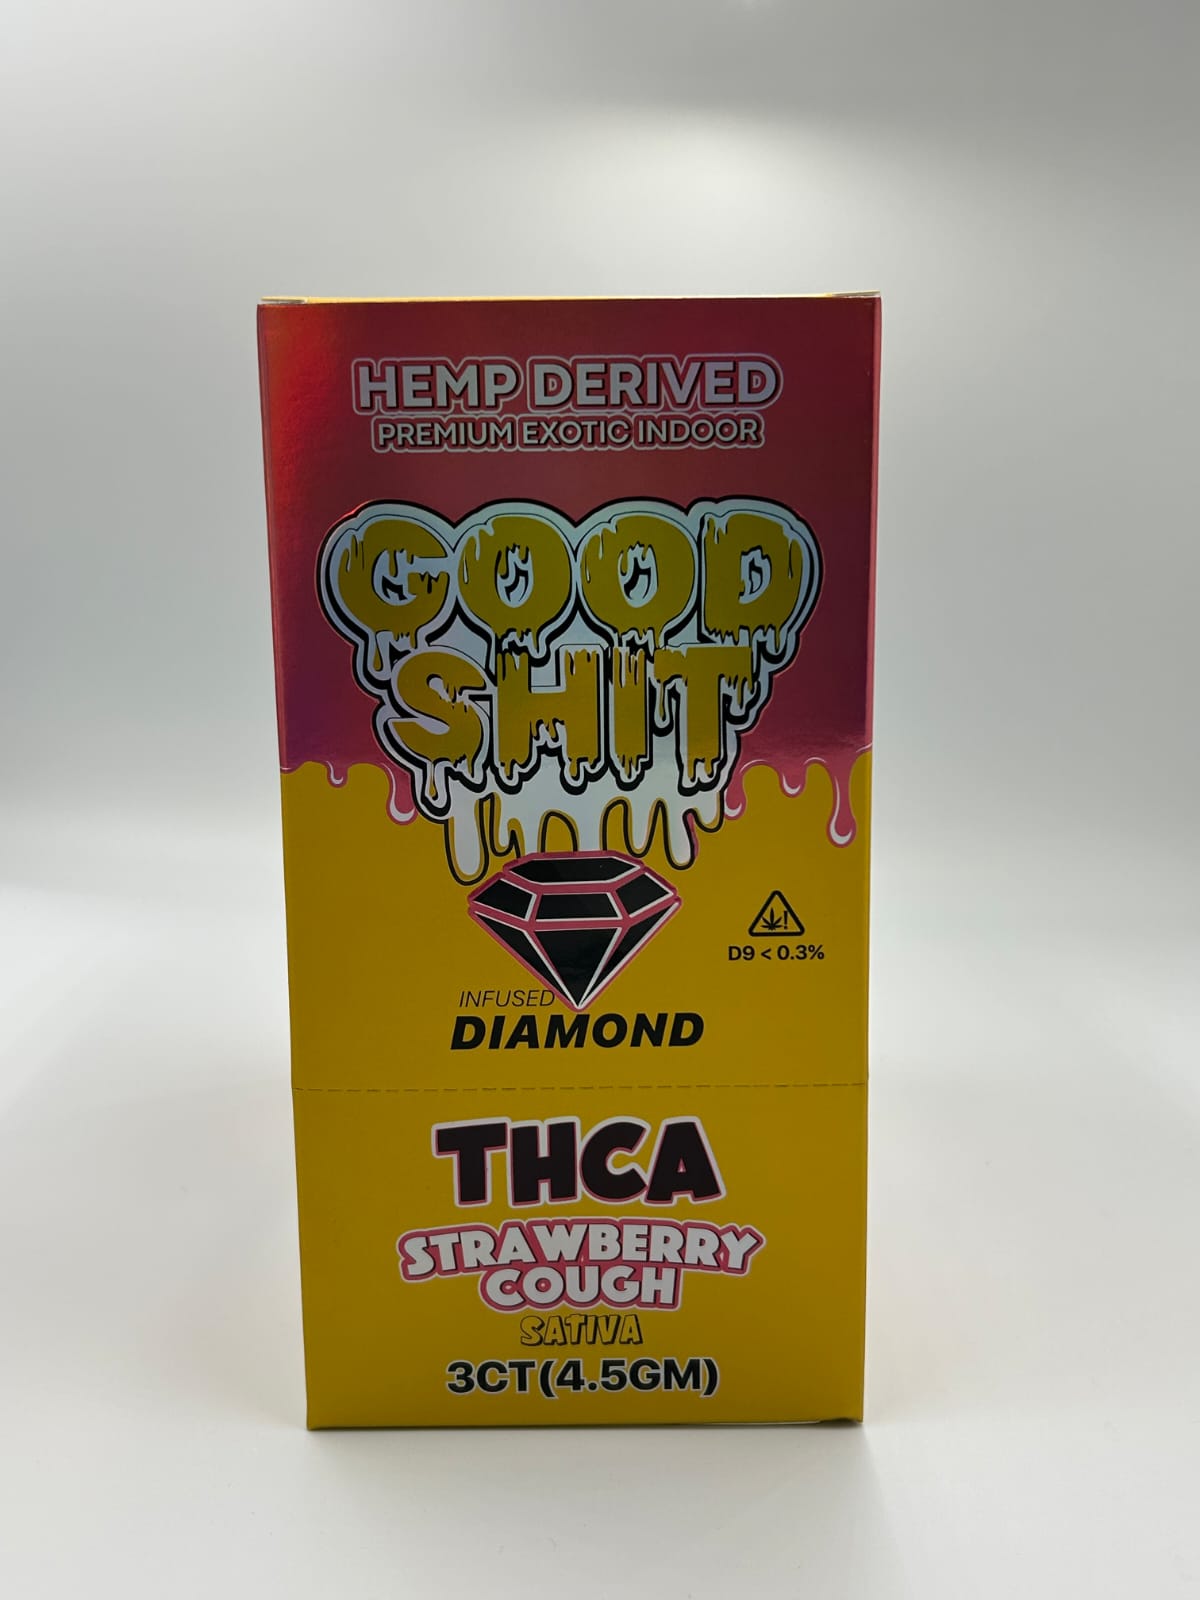 HEMP DERIVED
PREMIUM EXOTIC INDOOR
GOOD
SHIT
D9 < 0.3%
INFUSED
DIAMOND
THCA
STRAWBERRY
COUGH
SATIVA
3CT(4.5GM)